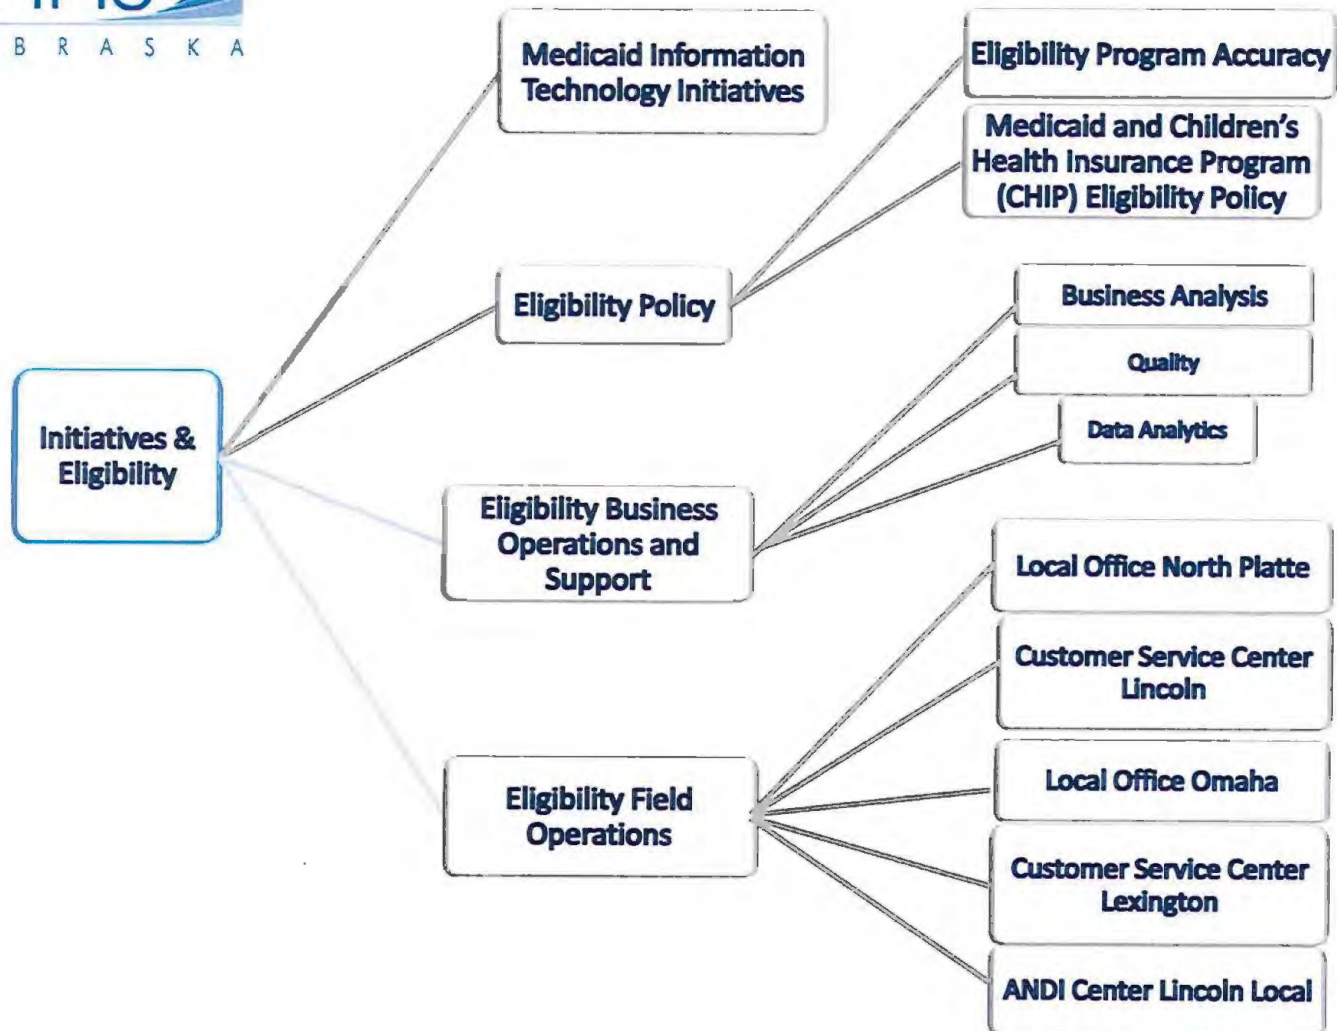 BRASKA
Medicaid Information
Technology Initiatives
Eligibility Program Accuracy
Medicaid and Children's
Health Insurance Program
(CHIP) Eligibility Policy
Eligibility Policy
Business Analysis
Quality
Data Analytics
Initiatives &
Eligibility
Eligibility Business
Operations and
Support
Local Office North Platte
Customer Service Center
Lincoln
Local Office Omaha
Eligibility Field
Operations
Customer Service Center
Lexington
ANDI Center Lincoln Local